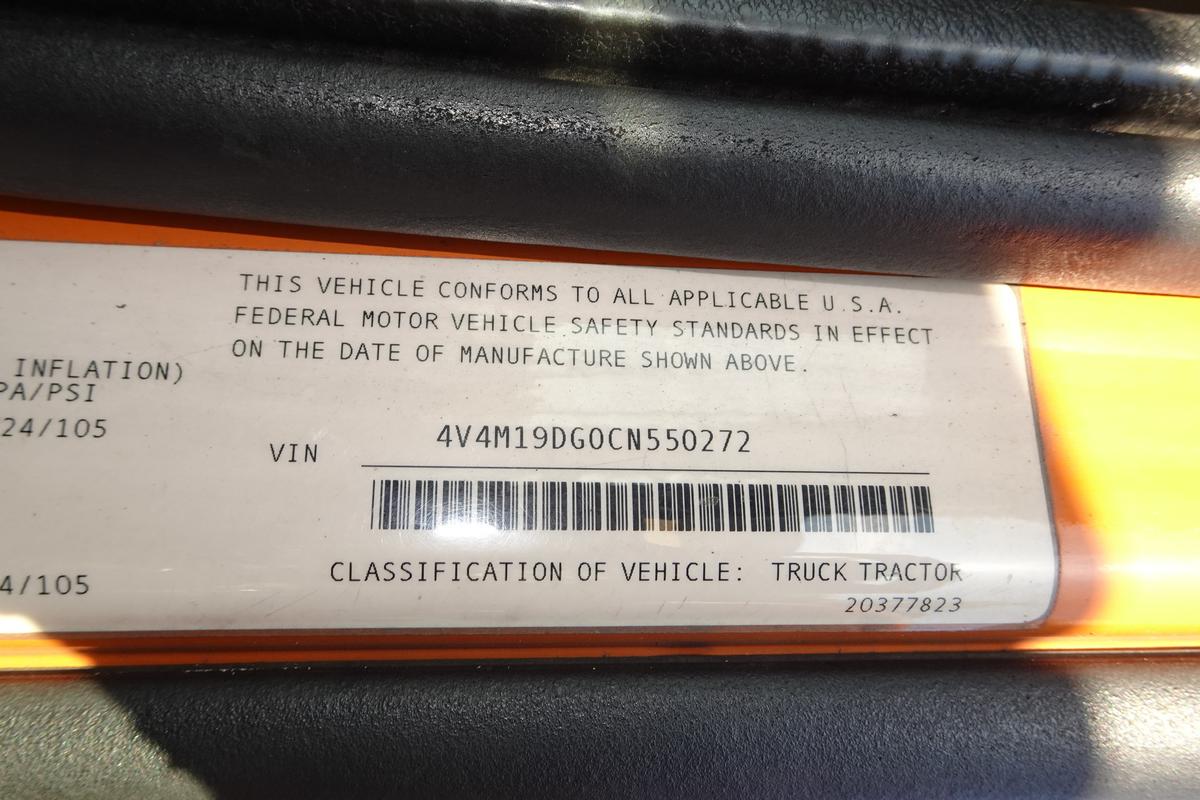 THIS VEHICLE CONFORMS TO ALL APPLICABLE U.S.A.
FEDERAL MOTOR VEHICLE SAFETY STANDARDS IN EFFECT
ON THE DATE OF MANUFACTURE SHOWN ABOVE.
INFLATION)
PA/PSI
24/105
VIN 4V4M19DG0CN550272
CLASSIFICATION OF VEHICLE: TRUCK TRACTOR
4/105
20377823